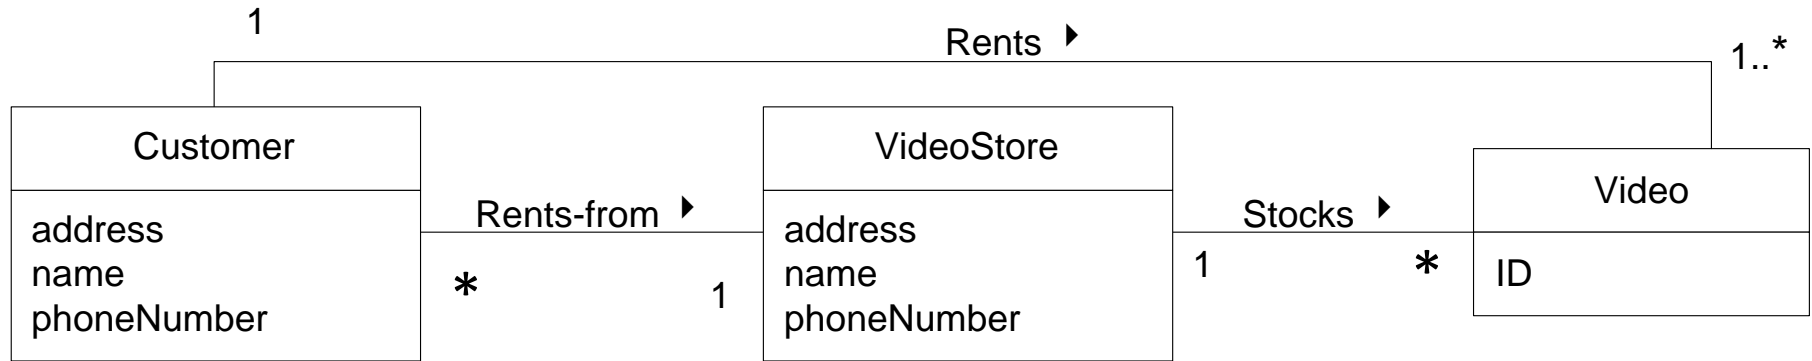 1
Rents
1..*
Customer
address
name
phoneNumber
Rents-from
*
1
VideoStore
address
name
phoneNumber
Stocks
1
*
Video
ID